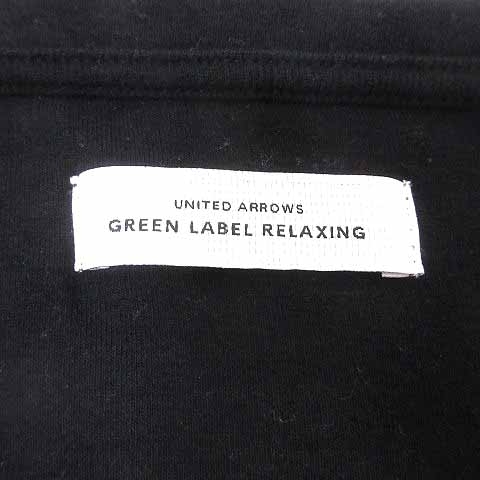 UNITED ARROWS
GREEN LABEL RELAXING